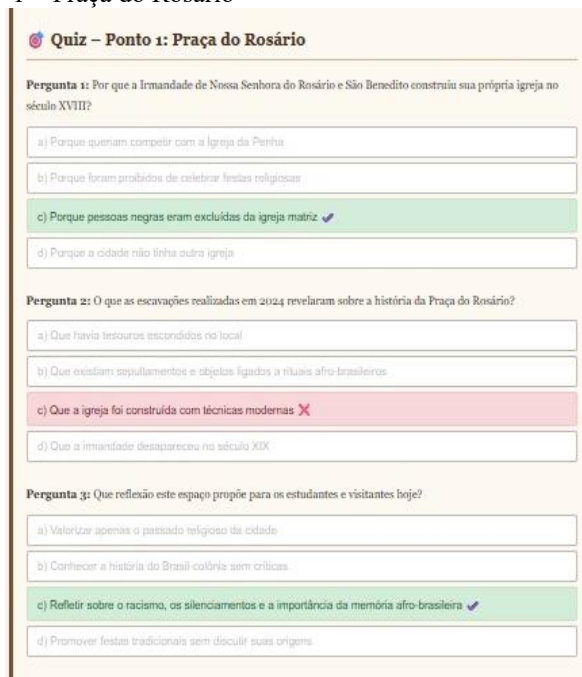 1 – Praça do Rosário
🎯 Quiz – Ponto 1: Praça do Rosário
Pergunta 1: Por que a Irmandade de Nossa Senhora do Rosário e São Benedito construiu sua própria igreja no
século XVIII?
a) Porque queriam competir com a Igreja da Penha
b) Porque foram proibidos de celebrar festas religiosas
c) Porque pessoas negras eram excluídas da igreja matriz ✔
d) Porque a cidade não tinha outra igreja
Pergunta 2: O que as escavações realizadas em 2024 revelaram sobre a história da Praça do Rosário?
a) Que havia tesouros escondidos no local
b) Que existiam sepultamentos e objetos ligados a rituais afro-brasileiros
c) Que a igreja foi construída com técnicas modernas ❌
d) Que a irmandade desapareceu no século XIX
Pergunta 3: Que reflexão este espaço propõe para os estudantes e visitantes hoje?
a) Valorizar apenas o passado religioso da cidade
b) Conhecer a história do Brasil colônia sem críticas
c) Refletir sobre o racismo, os silenciamentos e a importância da memória afro-brasileira ✔
d) Promover festas tradicionais sem discutir suas origens